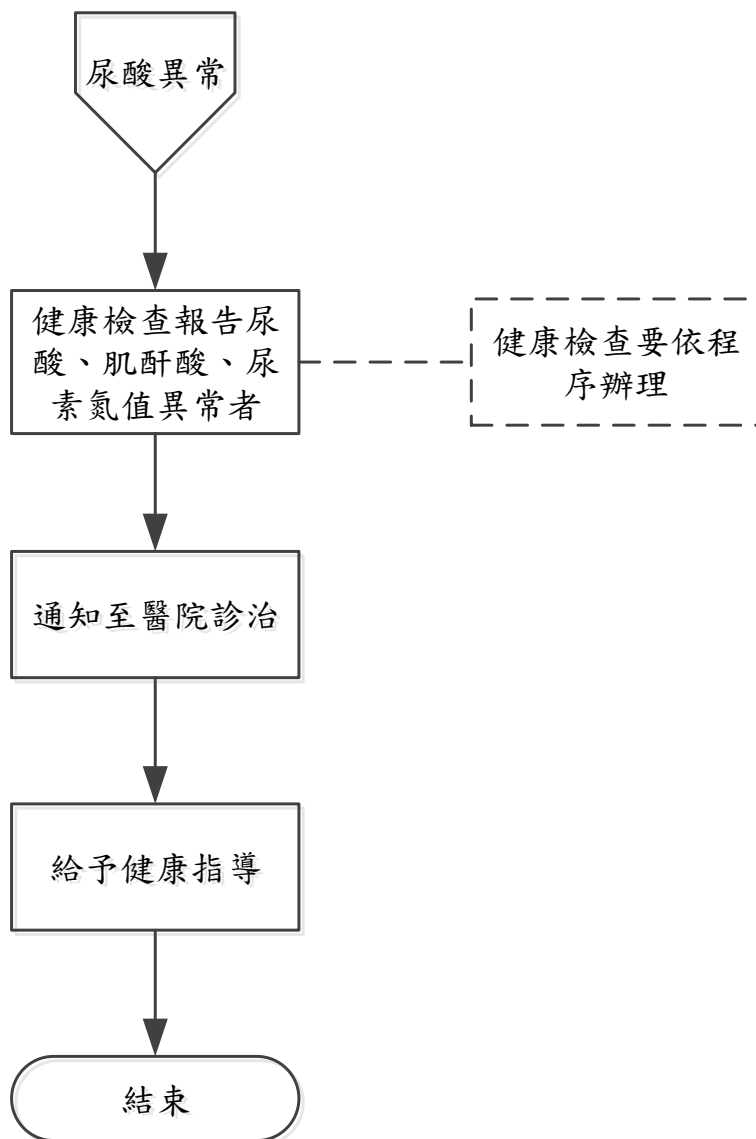 尿酸異常
健康檢查報告尿
酸、肌酐酸、尿
素氮值異常者
健康檢查要依程
序辦理
通知至醫院診治
給予健康指導
結束